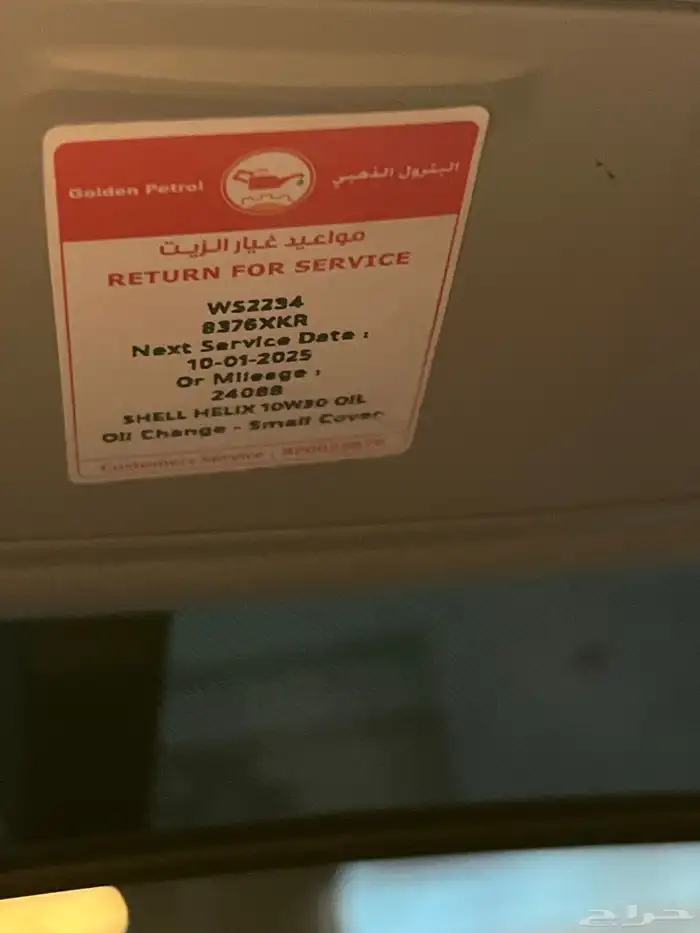 Golden Petrol
البترول الذهبي
مواعيد غيار الزيت
RETURN FOR SERVICE
WS2234
8376XKR
Next Service Date :
10-01-2025
Or Mileage :
24088
SHELL HELIX 10W30 OIL
Oil Change - Small Cover
Customers Service :
حراج